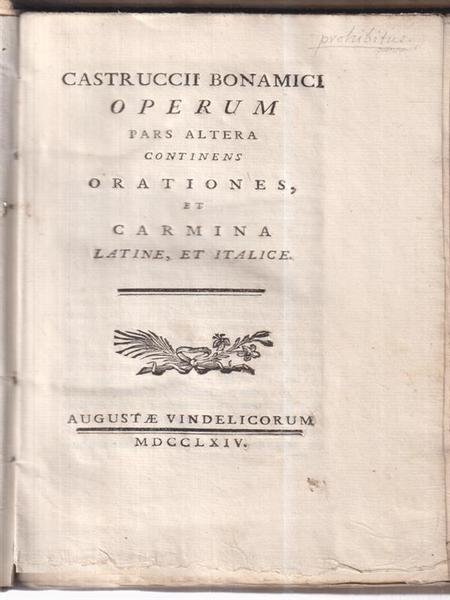 prohibitus.
CASTRUCCII BONAMICI
OPERUM
PARS ALTERA
CONTINENS
ORATIONES,
ET
CARMINA
LATINE, ET ITALICE.
AUGUSTÆ VINDELICORUM
MDCCLXIV.